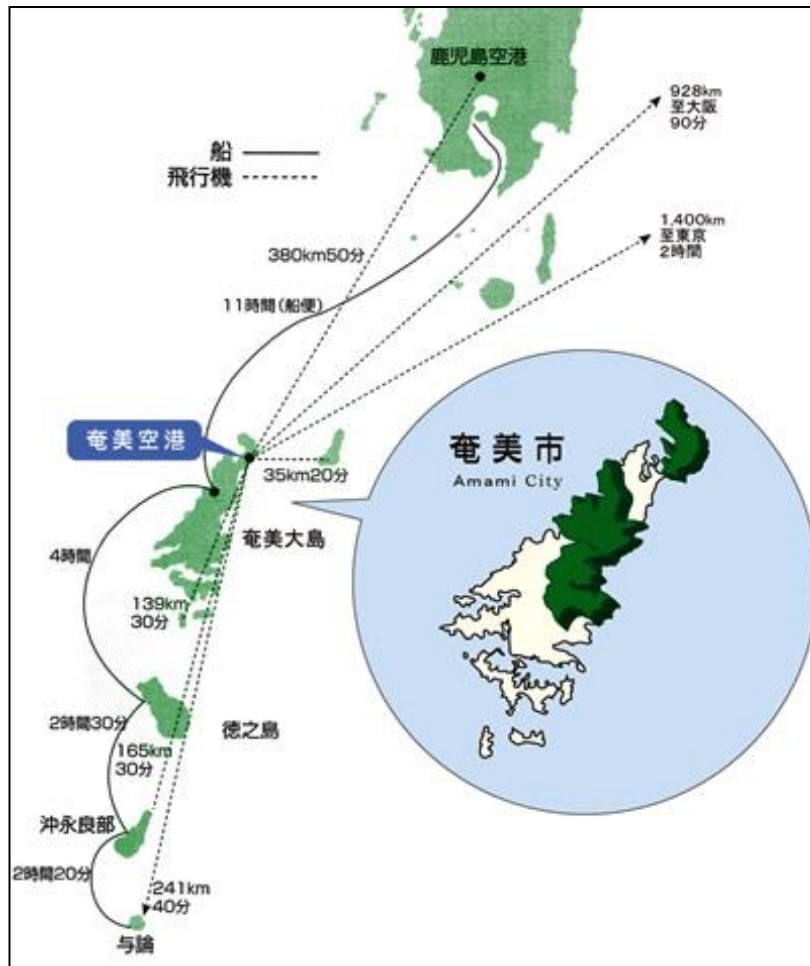 鹿児島空港
928km
至大阪
90分
船
飛行機
1,400km
至東京
2時間
380km50分
11時間(船便)
奄美空港
35km20分
奄美市
Amami City
奄美大島
4時間
139km
30分
2時間30分
徳之島
165km
30分
沖永良部
2時間20分
241km
40分
与論